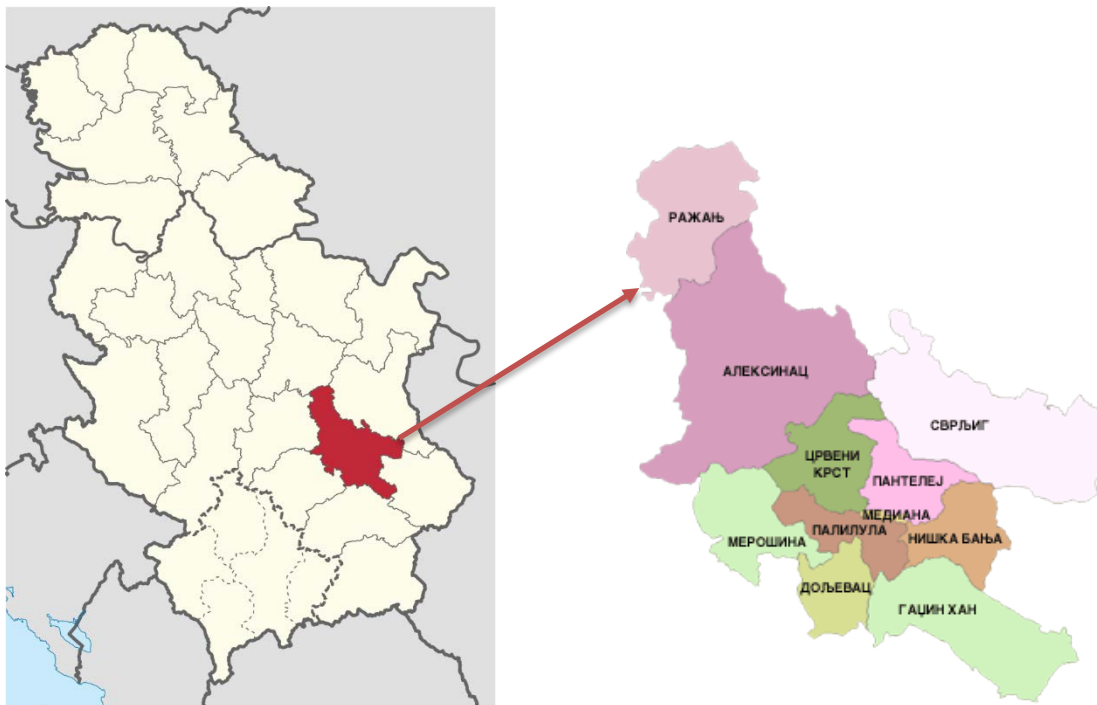 РАЖАЊ
АЛЕКСИНАЦ
СВРЉИГ
ЦРВЕНИ
КРСТ
ПАНТЕЛЕЈ
МЕДИАНА
ПАЛИЛУЛА
НИШКА БАЊА
МЕРОШИНА
ДОЉЕВАЦ
ГАЏИН ХАН